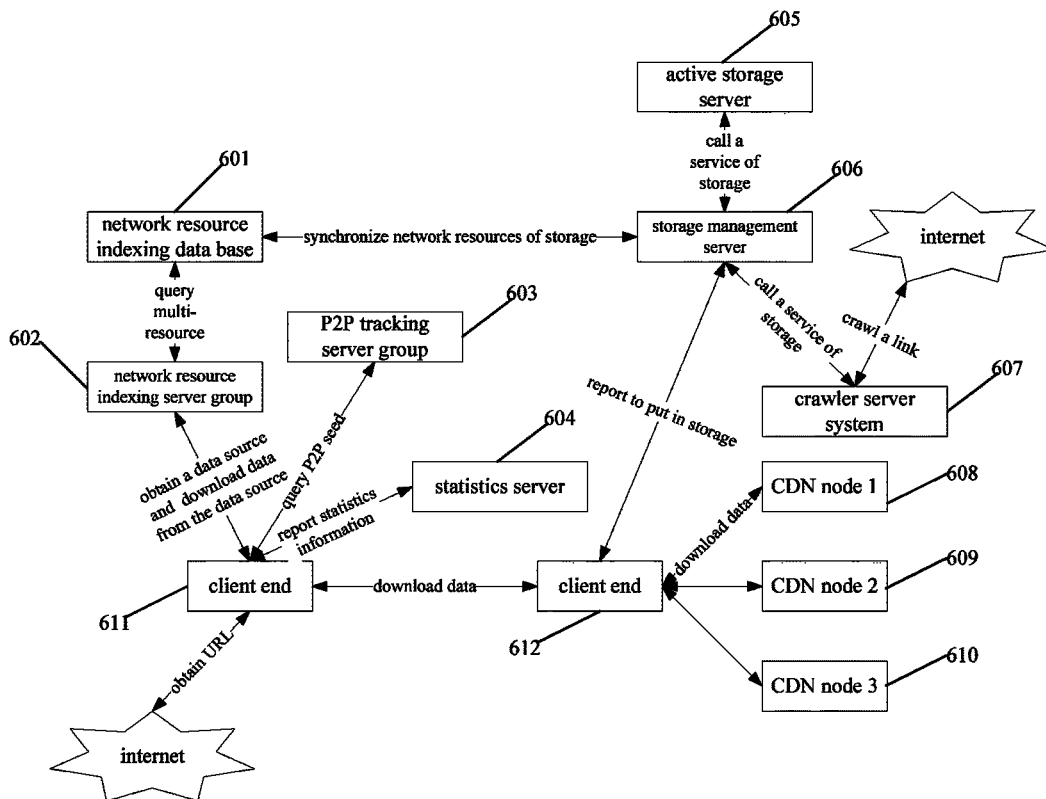 605
active storage
server
call a
service of
storage
601
606
network resource
indexing data base
synchronize network resources of storage
storage management
server
internet
query
multi-
resource
603
P2P tracking
server group
call a service of
storage
crawl a link
602
network resource
indexing server group
607
crawler server
system
report to put in storage
604
obtain a data source
and download data
from the data source
query P2P seed
statistics server
CDN node 1
608
report statistics
information
download data
609
client end
download data
client end
CDN node 2
611
612
610
obtain URL
CDN node 3
internet